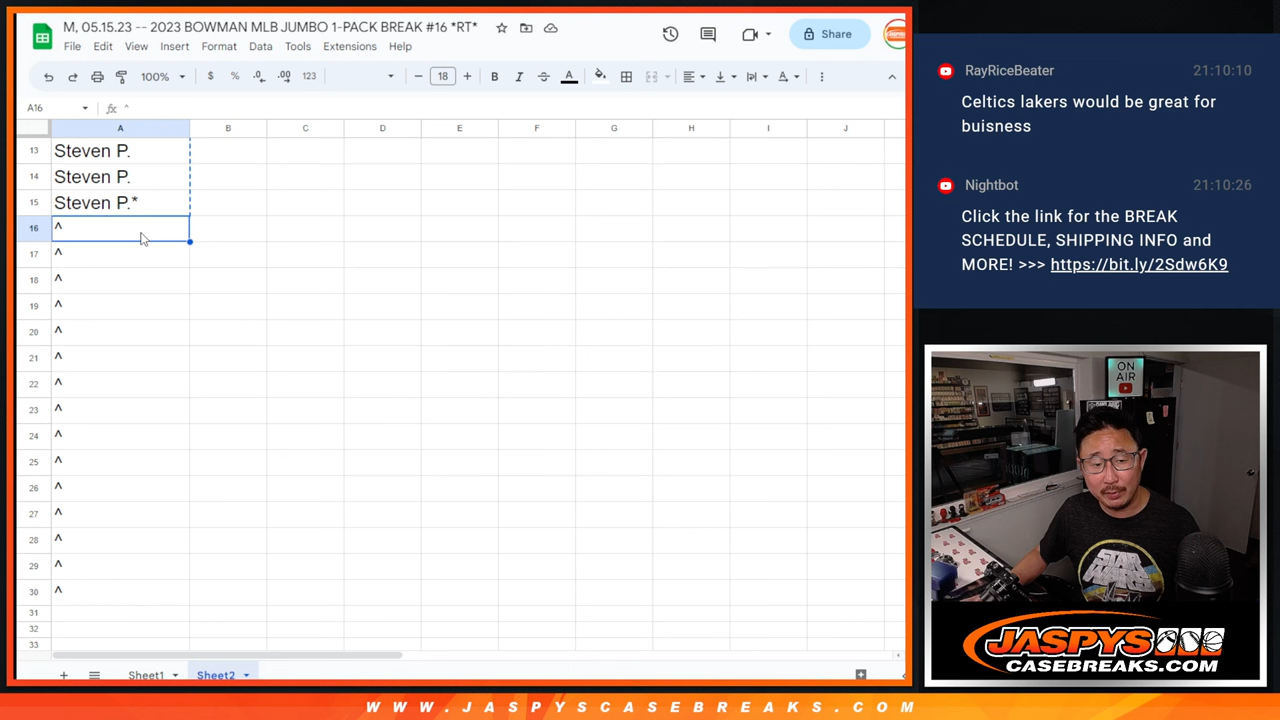 M, 05.15.23 -- 2023 BOWMAN MLB JUMBO 1-PACK BREAK #16 *RT*
Share
File Edit View Insert Format Data Tools Extensions Help
100% $ % .0 .00 123 18 B I A
A16 fx ^
A B C D E F G H I J
13 Steven P.
14 Steven P.
15 Steven P.*
16 ^
17 ^
18 ^
19 ^
20 ^
21 ^
22 ^
23 ^
24 ^
25 ^
26 ^
27 ^
28 ^
29 ^
30 ^
31
32
33
Sheet1 Sheet2
RayRiceBeater 21:10:10
Celtics lakers would be great for
buisness
Nightbot 21:10:26
Click the link for the BREAK
SCHEDULE, SHIPPING INFO and
MORE! >>> https://bit.ly/2Sdw6K9
ON
AIR
STAR
WARS
JASPYS
CASEBREAKS.COM
WWW.JASPYSCASEBREAKS.COM